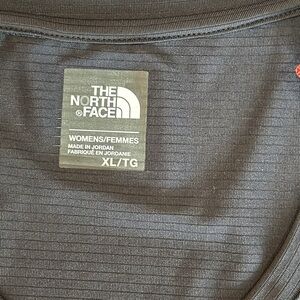 THE
NORTH
®FACE
WOMENS/FEMMES
MADE IN JORDAN
FABRIQUÉ EN JORDANIE
XL/TG